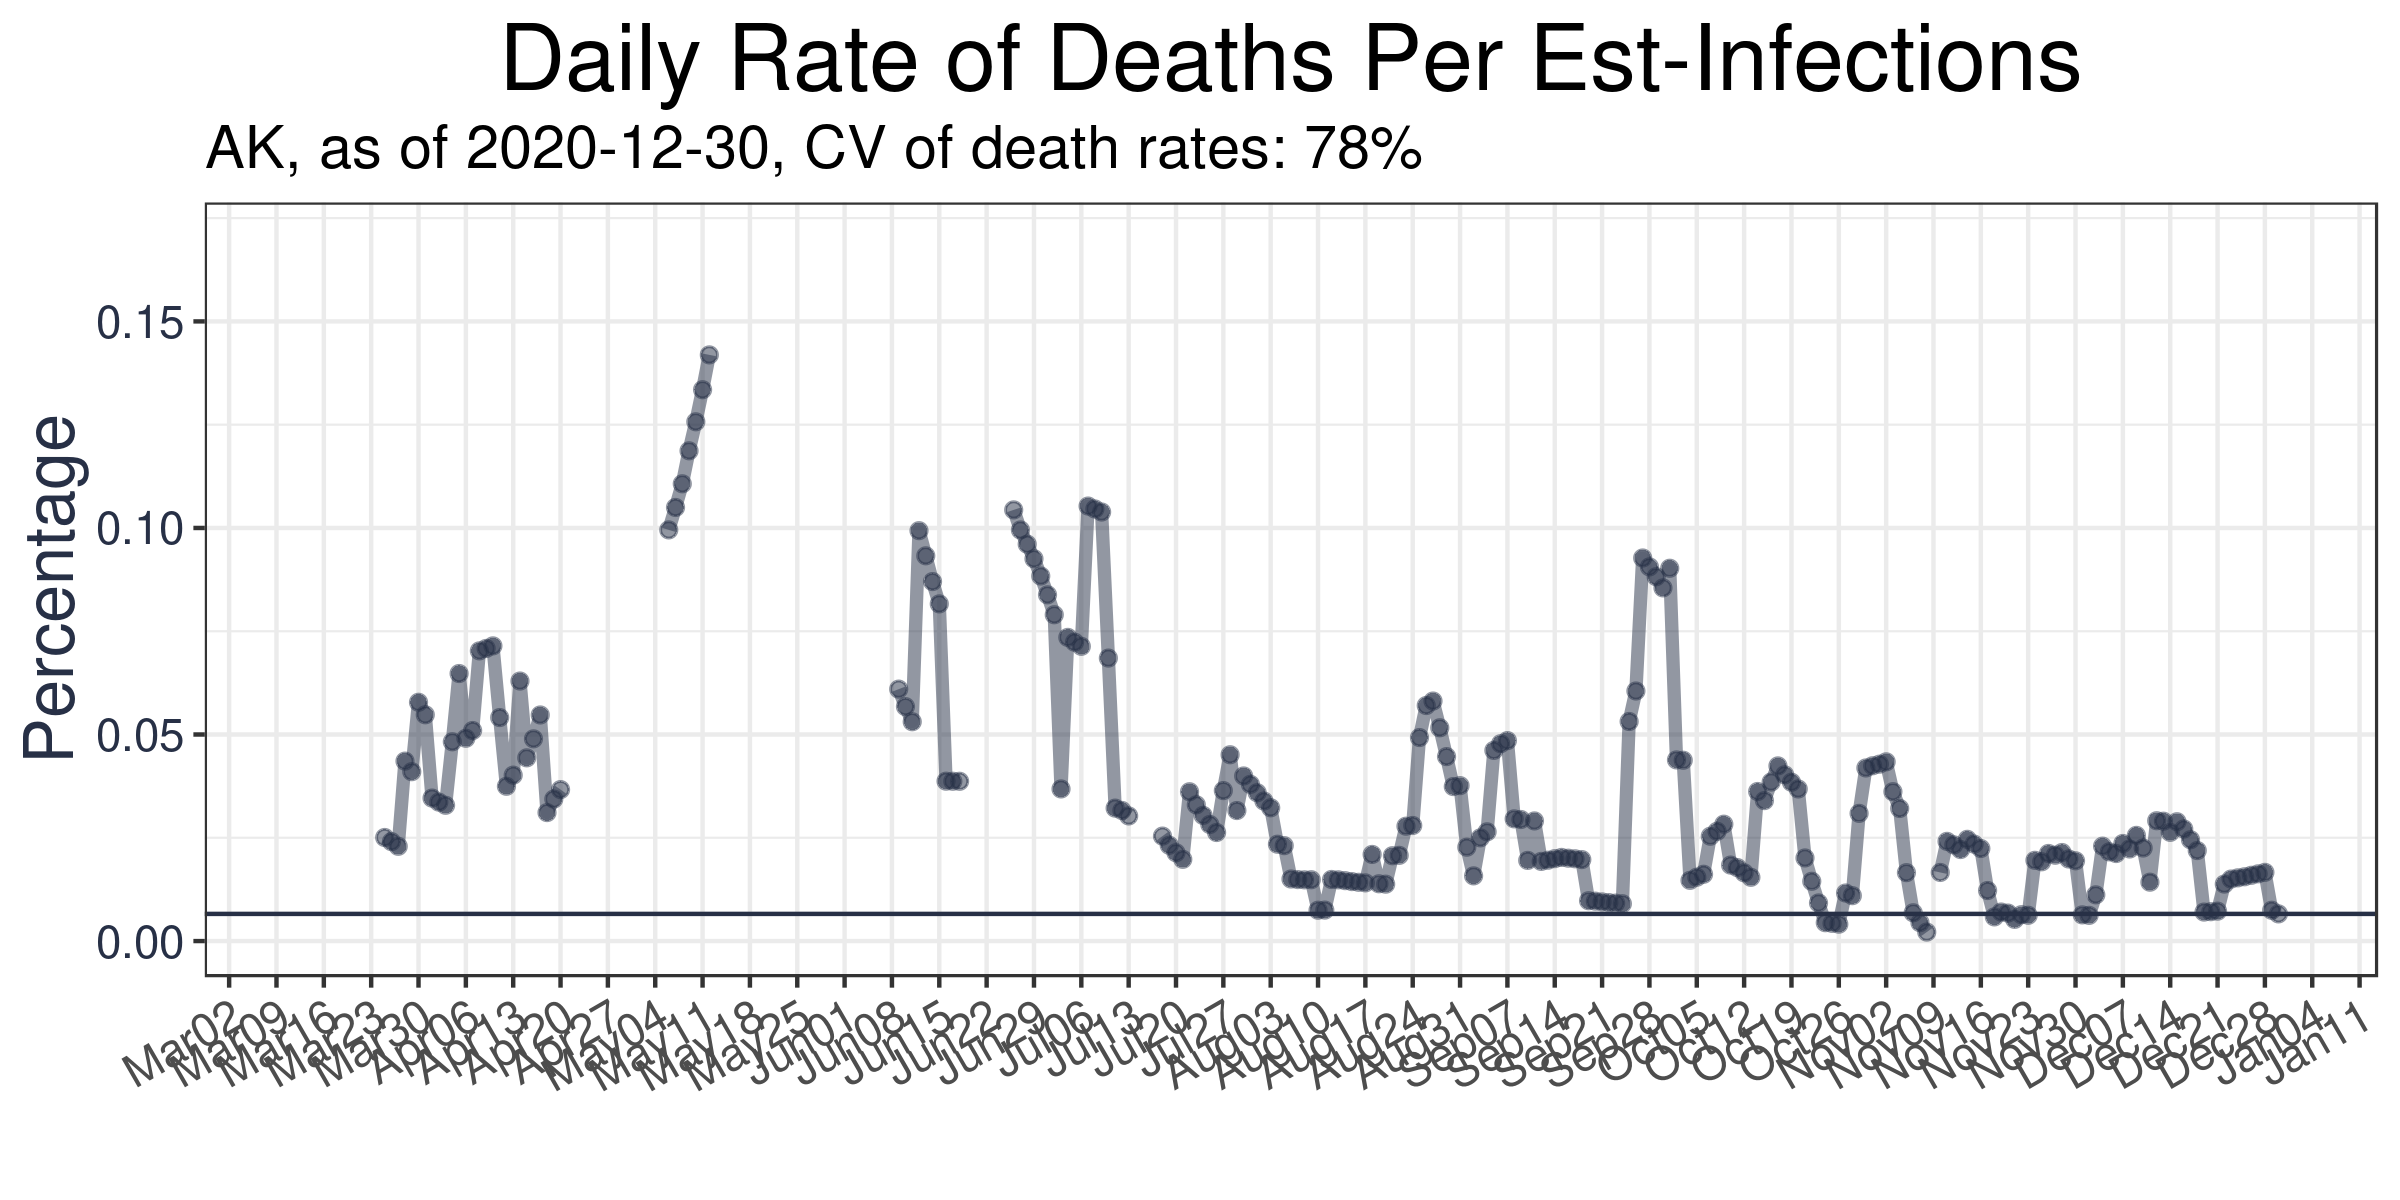 Daily Rate of Deaths Per Est-Infections
AK, as of 2020-12-30, CV of death rates: 78%
Percentage
0.15
0.10
0.05
0.00
Mar02
Mar09
Mar16
Mar23
Mar30
Apr06
Apr13
Apr20
Apr27
May04
May11
May18
May25
Jun01
Jun08
Jun15
Jun22
Jun29
Jul06
Jul13
Jul20
Jul27
Aug03
Aug10
Aug17
Aug24
Aug31
Sep07
Sep14
Sep21
Sep28
Oct05
Oct12
Oct19
Oct26
Nov02
Nov09
Nov16
Nov23
Nov30
Dec07
Dec14
Dec21
Dec28
Jan04
Jan11